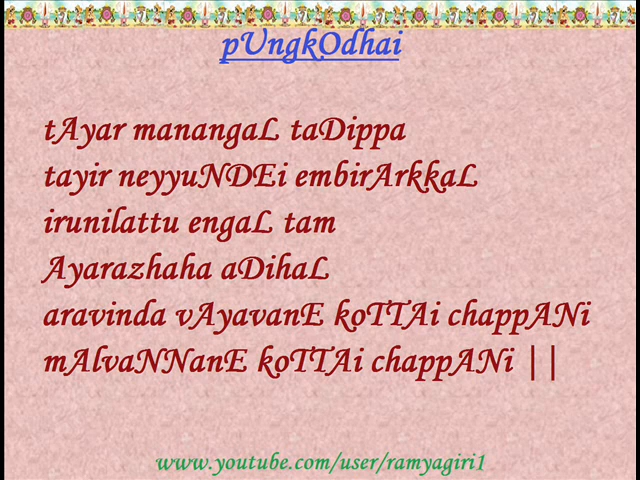 pUngkOdhai
tAyar manangaL taDippa
tayir neyyuNDEi embirArkkaL
irunilattu engaL tam
Ayarazhaha aDihaL
aravinda vAyavanE koTTAi chappANi
mAlvaNNanE koTTAi chappANi ||
www.youtube.com/user/ramyagiri1